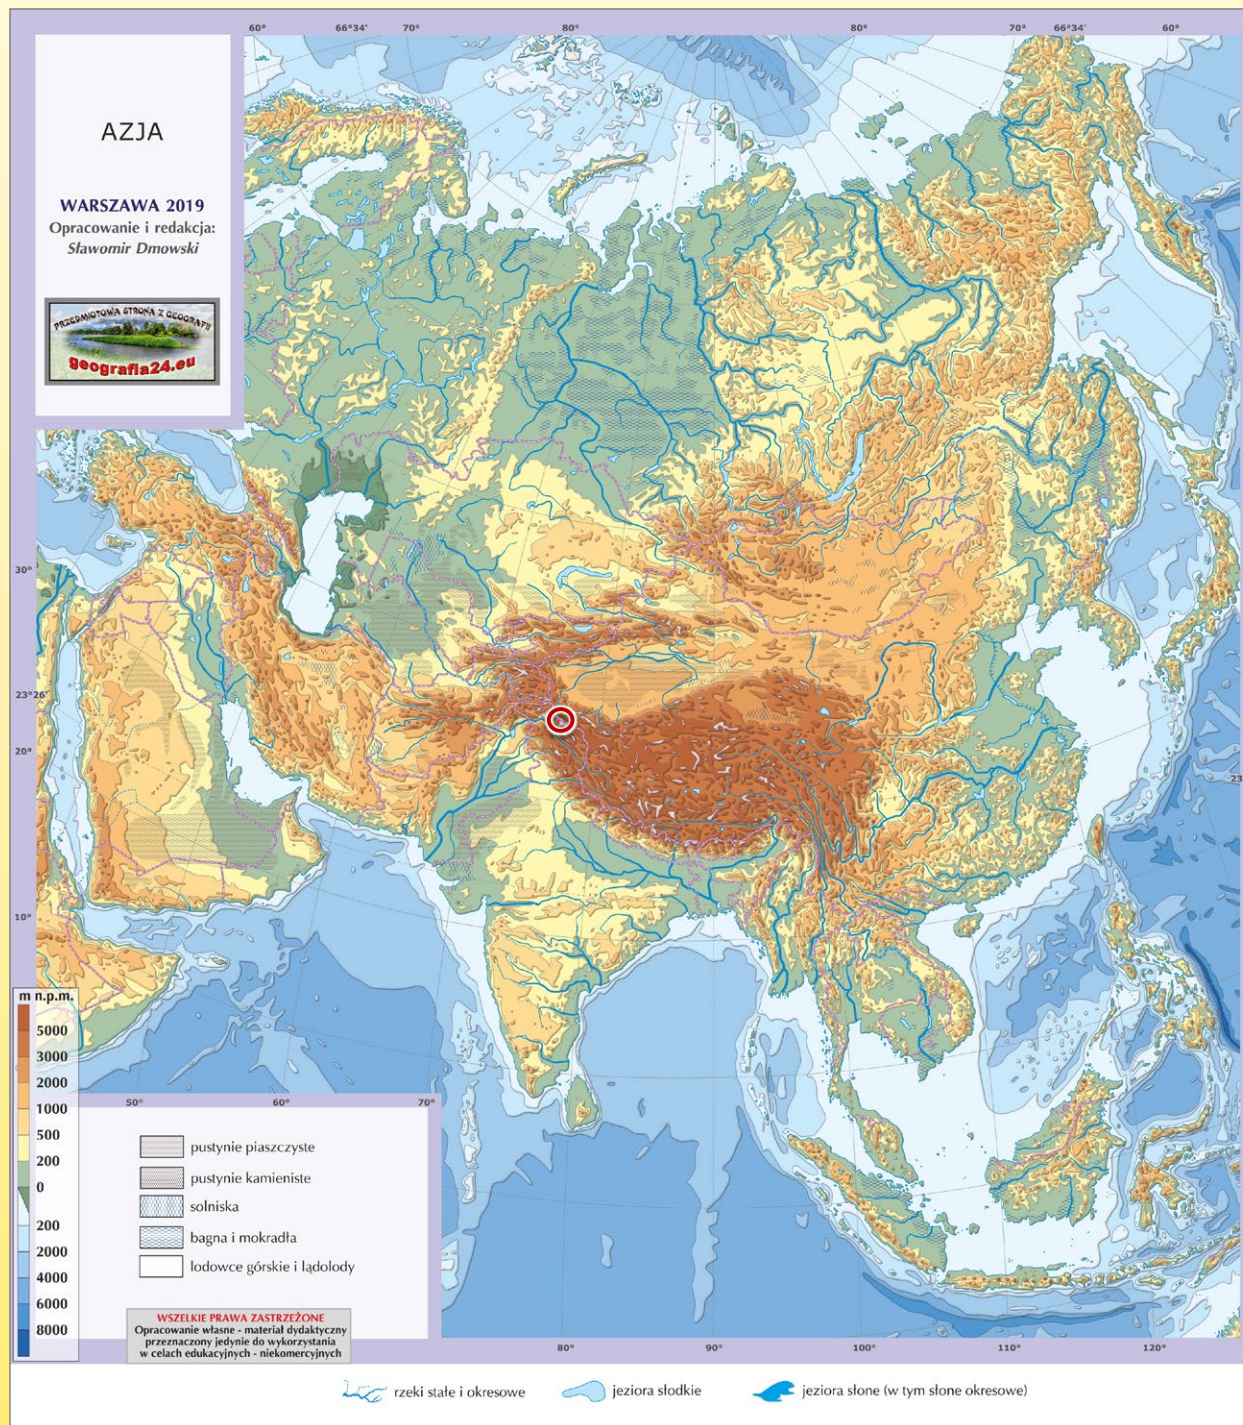 60° 66°34' 70° 80° 80° 70° 66°34' 60°
AZJA
WARSZAWA 2019
Opracowanie i redakcja:
Sławomir Dmowski
PRZEDMIOTOWA STRONA Z GEOGRAFII
geografia24.eu
30°
23°26'
20°
10°
23
m n.p.m.
5000
3000
2000
1000
500
200
0
200
2000
4000
6000
8000
50° 60° 70°
pustynie piaszczyste
pustynie kamieniste
solniska
bagna i mokradła
lodowce górskie i lądolody
WSZELKIE PRAWA ZASTRZEŻONE
Opracowanie własne - materiał dydaktyczny
przeznaczony jedynie do wykorzystania
w celach edukacyjnych - niekomercyjnych
80° 90° 100° 110° 120°
rzeki stałe i okresowe
jeziora słodkie
jeziora słone (w tym słone okresowe)